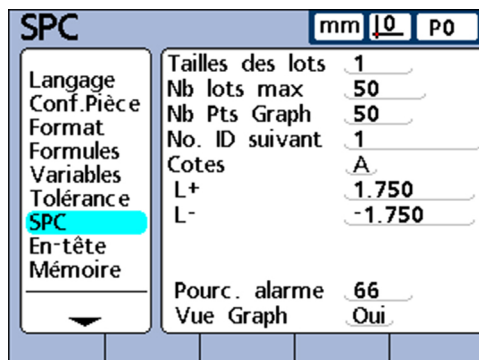 SPC
mm 0 P0
Langage
Conf.Pièce
Format
Formules
Variables
Tolérance
SPC
En-tête
Mémoire
Tailles des lots 1
Nb lots max 50
Nb Pts Graph 50
No. ID suivant 1
Cotes A
L+ 1.750
L- -1.750
Pourc. alarme 66
Vue Graph Oui